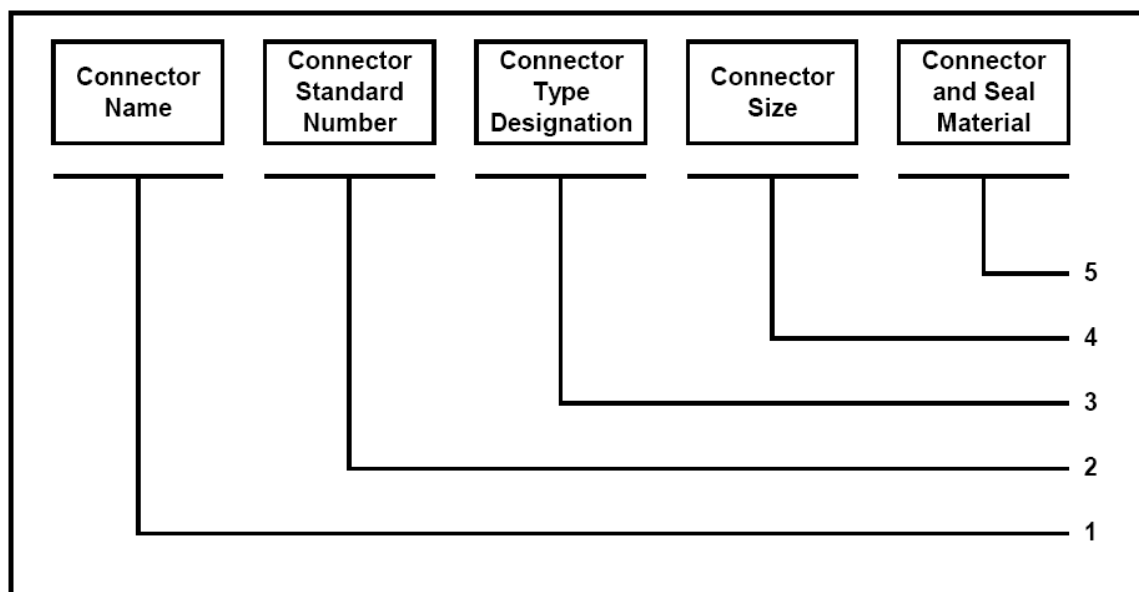 Connector
Name
Connector
Standard
Number
Connector
Type
Designation
Connector
Size
Connector
and Seal
Material
5
4
3
2
1